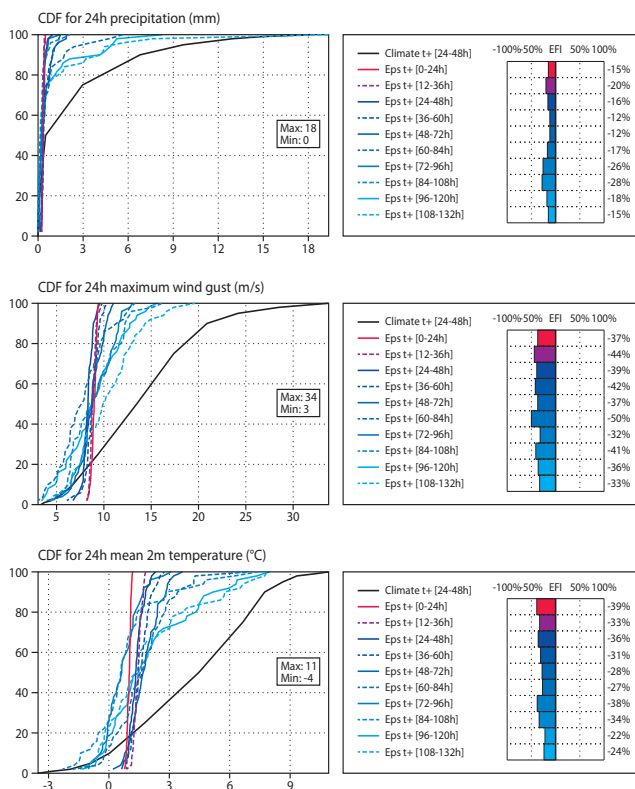 CDF for 24h precipitation (mm)
100
80
60
40
20
0
0 3 6 9 12 15 18
Max: 18
Min: 0
-100%-50% EFI 50% 100%
Climate t+ [24-48h]
Eps t+ [0-24h] -15%
Eps t+ [12-36h] -20%
Eps t+ [24-48h] -16%
Eps t+ [36-60h] -12%
Eps t+ [48-72h] -12%
Eps t+ [60-84h] -17%
Eps t+ [72-96h] -26%
Eps t+ [84-108h] -28%
Eps t+ [96-120h] -18%
Eps t+ [108-132h] -15%
CDF for 24h maximum wind gust (m/s)
100
80
60
40
20
0
5 10 15 20 25 30
Max: 34
Min: 3
-100%-50% EFI 50% 100%
Climate t+ [24-48h]
Eps t+ [0-24h] -37%
Eps t+ [12-36h] -44%
Eps t+ [24-48h] -39%
Eps t+ [36-60h] -42%
Eps t+ [48-72h] -37%
Eps t+ [60-84h] -50%
Eps t+ [72-96h] -32%
Eps t+ [84-108h] -41%
Eps t+ [96-120h] -36%
Eps t+ [108-132h] -33%
CDF for 24h mean 2m temperature (°C)
100
80
60
40
20
0
-3 0 3 6 9
Max: 11
Min: -4
-100%-50% EFI 50% 100%
Climate t+ [24-48h]
Eps t+ [0-24h] -39%
Eps t+ [12-36h] -33%
Eps t+ [24-48h] -36%
Eps t+ [36-60h] -31%
Eps t+ [48-72h] -28%
Eps t+ [60-84h] -27%
Eps t+ [72-96h] -38%
Eps t+ [84-108h] -34%
Eps t+ [96-120h] -22%
Eps t+ [108-132h] -24%